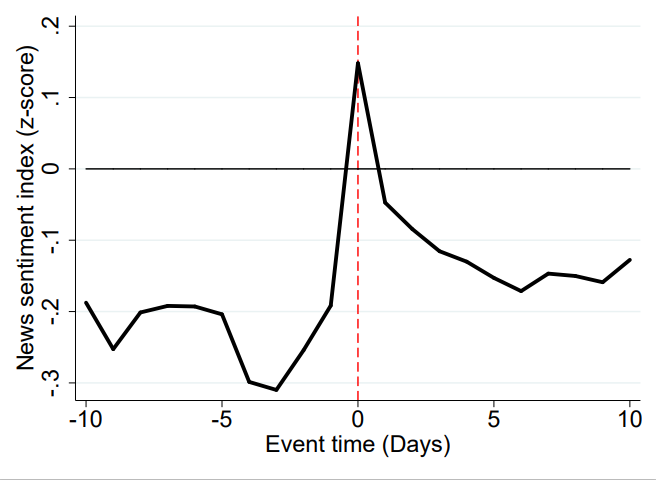 News sentiment index (z-score)
.2
.1
0
-.1
-.2
-.3
-10 -5 0 5 10
Event time (Days)